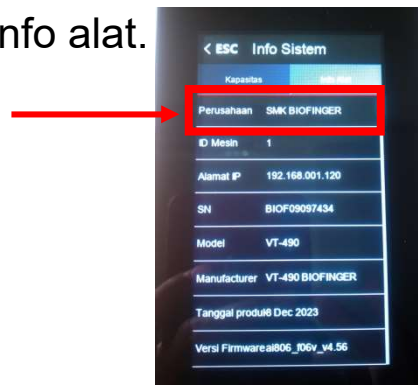 nfo alat.
< ESC Info Sistem
Kapasitas Info Alat
Perusahaan SMK BIOFINGER
ID Mesin 1
Alamat IP 192.168.001.120
SN BIOF09097434
Model VT-490
Manufacturer VT-490 BIOFINGER
Tanggal produl8 Dec 2023
Versi Firmwareai806_f06v_v4.56